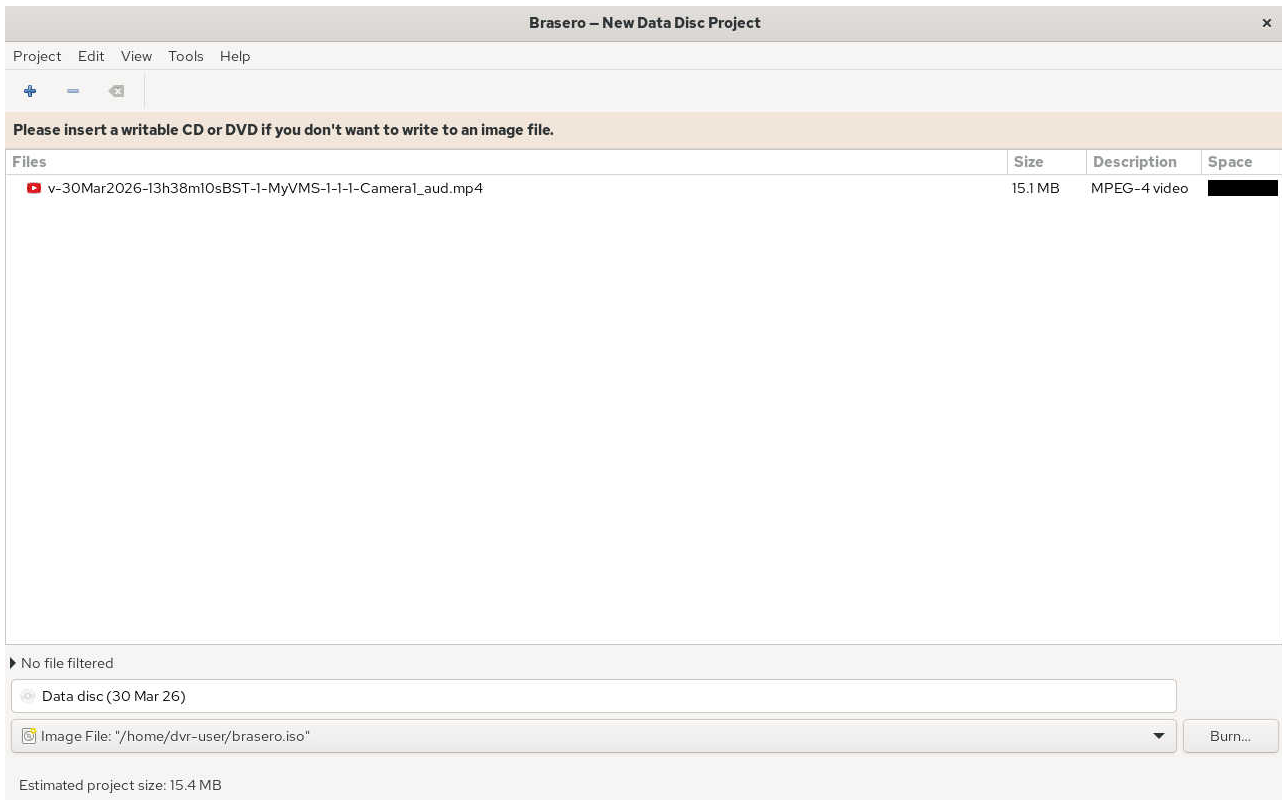 Brasero – New Data Disc Project
Project Edit View Tools Help
Please insert a writable CD or DVD if you don't want to write to an image file.
Files Size Description Space
v-30Mar2026-13h38m10sBST-1-MyVMS-1-1-1-Camera1_aud.mp4 15.1 MB MPEG-4 video
No file filtered
Data disc (30 Mar 26)
Image File: "/home/dvr-user/brasero.iso" Burn...
Estimated project size: 15.4 MB